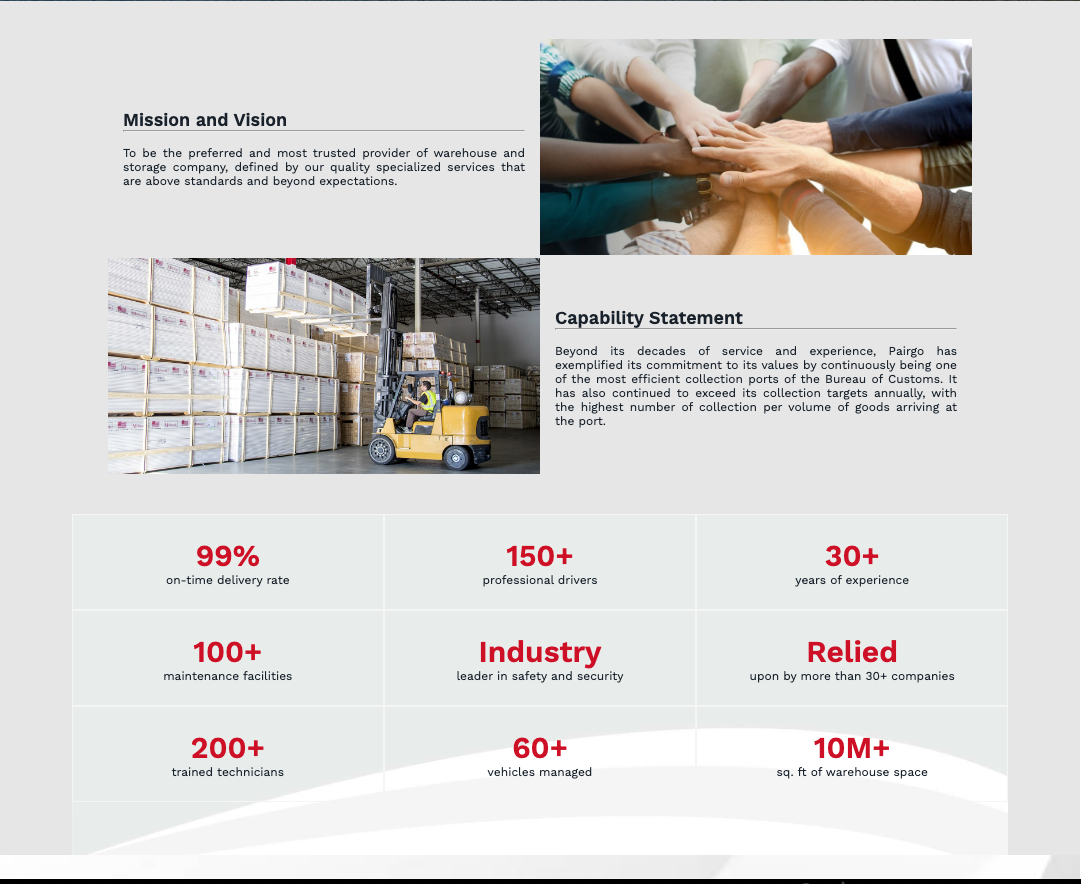 Mission and Vision
To be the preferred and most trusted provider of warehouse and
storage company, defined by our quality specialized services that
are above standards and beyond expectations.
Capability Statement
Beyond its decades of service and experience, Pairgo has
exemplified its commitment to its values by continuously being one
of the most efficient collection ports of the Bureau of Customs. It
has also continued to exceed its collection targets annually, with
the highest number of collection per volume of goods arriving at
the port.
99%
on-time delivery rate
150+
professional drivers
30+
years of experience
100+
maintenance facilities
Industry
leader in safety and security
Relied
upon by more than 30+ companies
200+
trained technicians
60+
vehicles managed
10M+
sq. ft of warehouse space